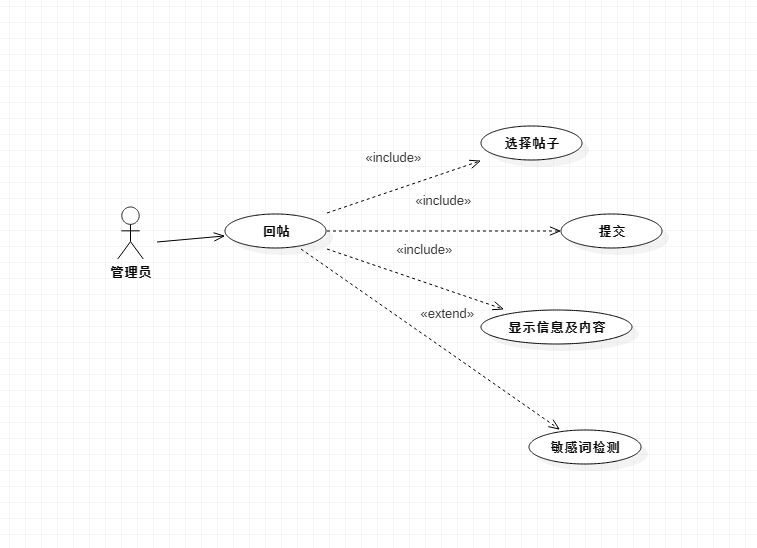 选择帖子
«include»
«include»
回帖
提交
«include»
管理员
«extend»
显示信息及内容
敏感词检测